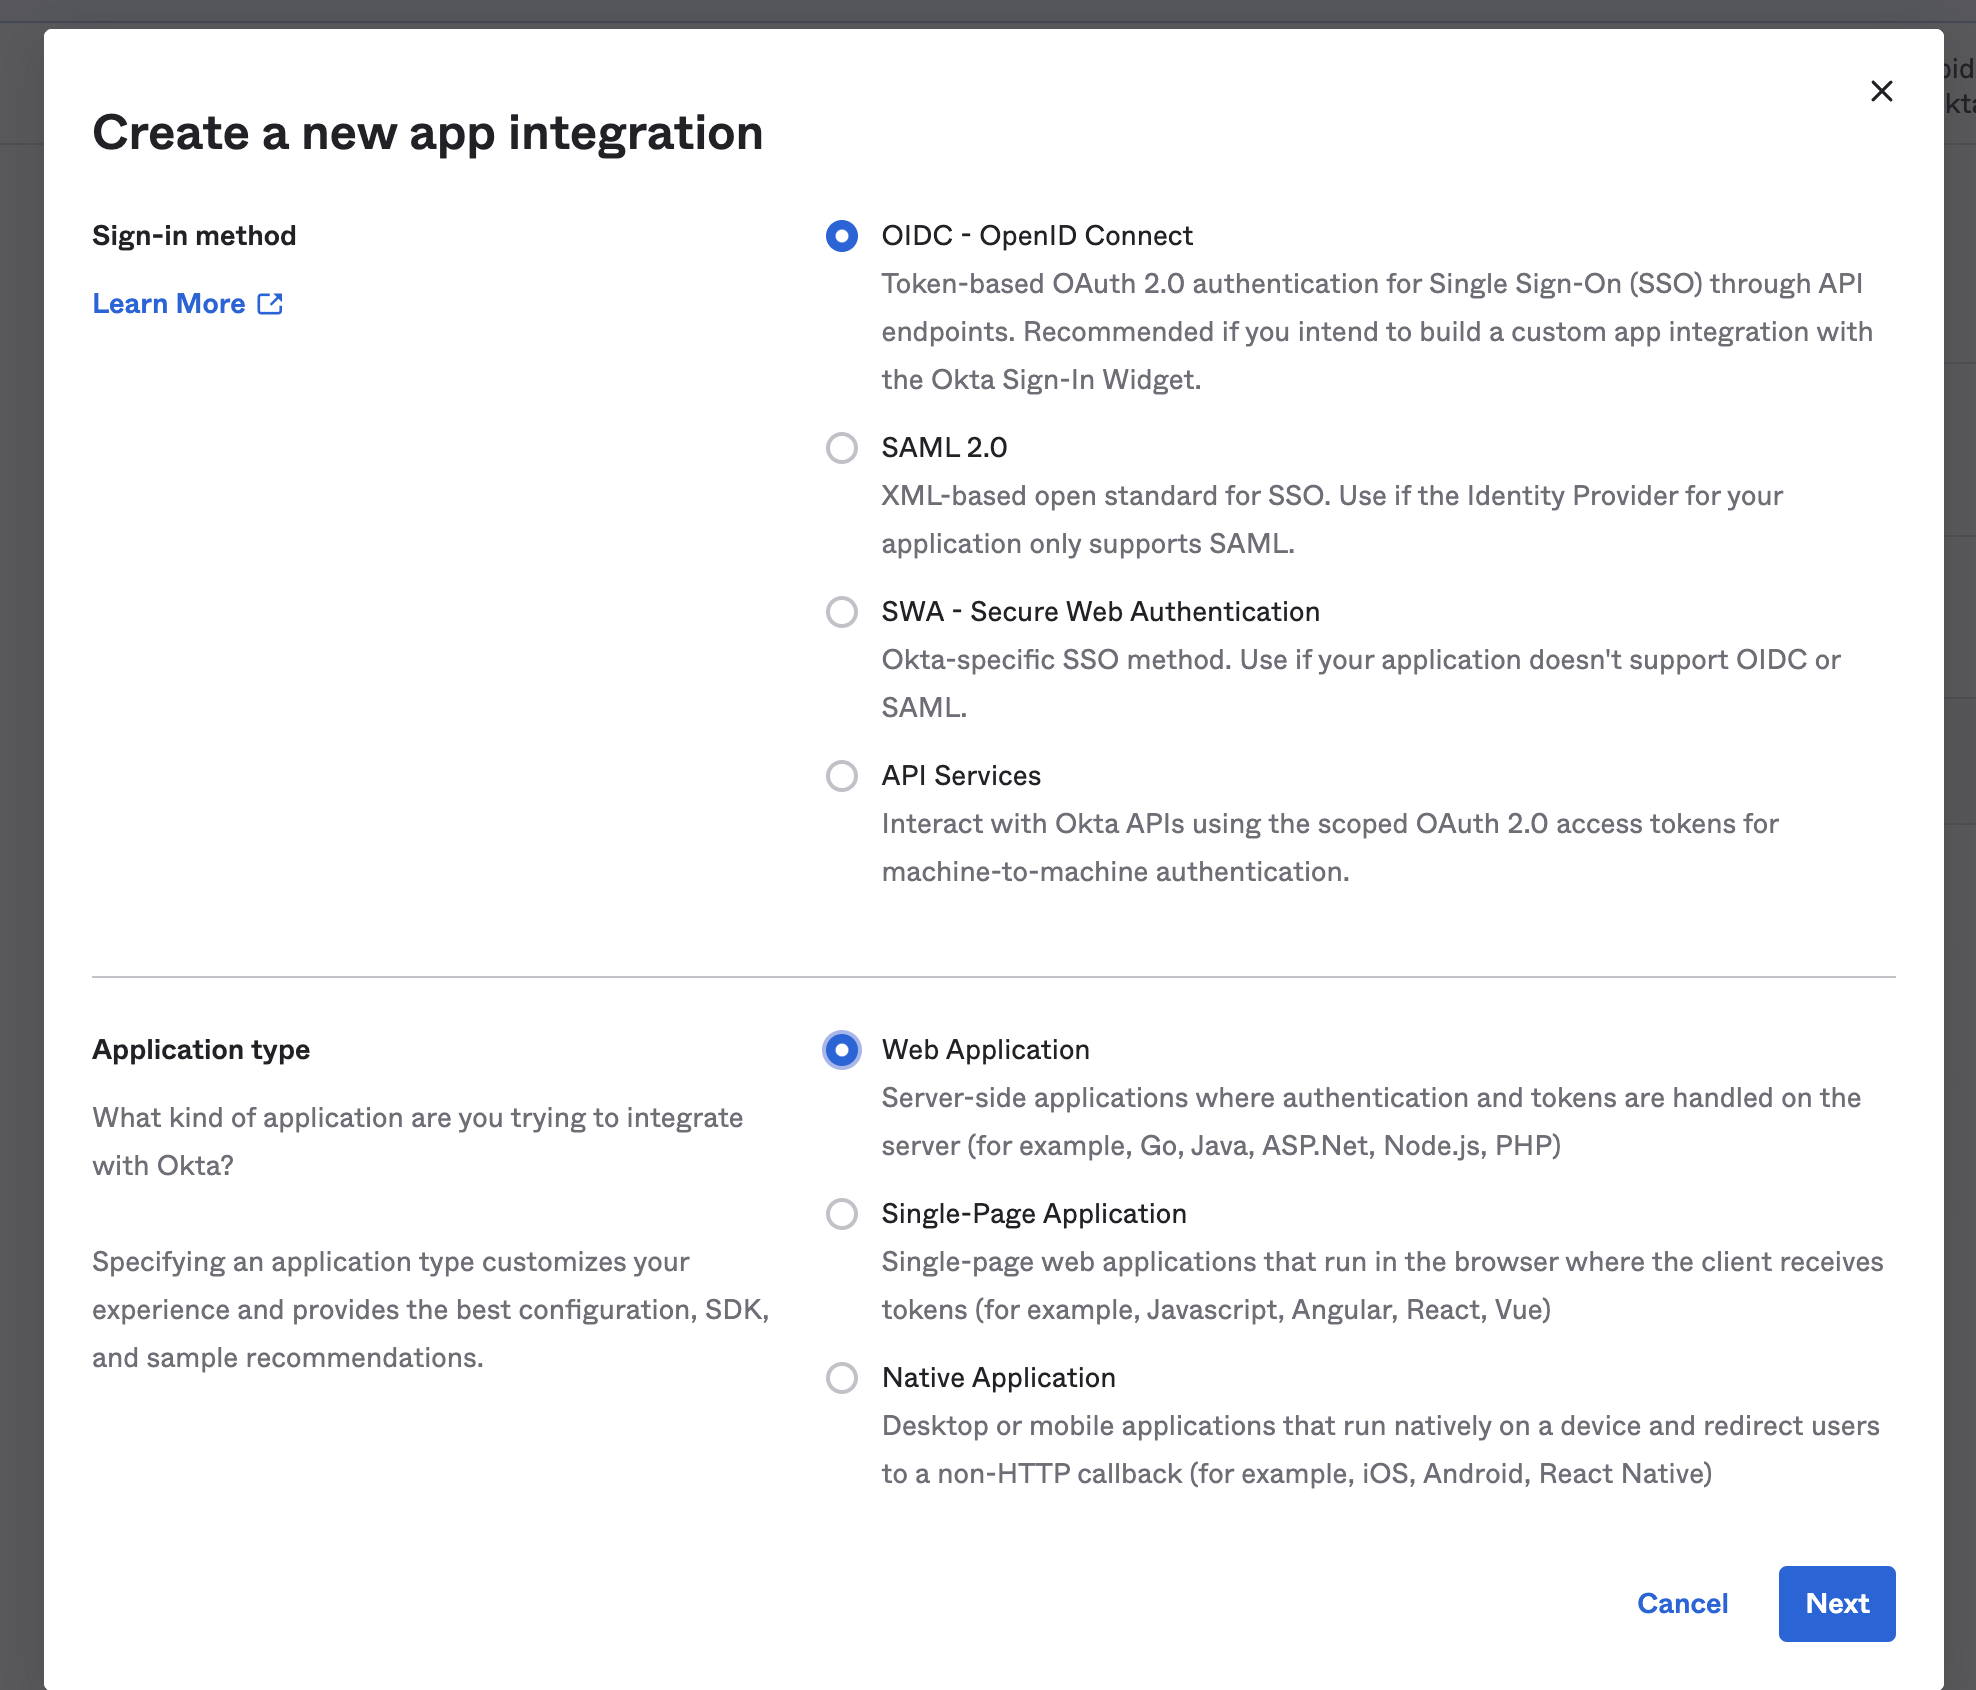 Create a new app integration
Sign-in method
Learn More
OIDC - OpenID Connect
Token-based OAuth 2.0 authentication for Single Sign-On (SSO) through API
endpoints. Recommended if you intend to build a custom app integration with
the Okta Sign-In Widget.
SAML 2.0
XML-based open standard for SSO. Use if the Identity Provider for your
application only supports SAML.
SWA - Secure Web Authentication
Okta-specific SSO method. Use if your application doesn't support OIDC or
SAML.
API Services
Interact with Okta APIs using the scoped OAuth 2.0 access tokens for
machine-to-machine authentication.
Application type
What kind of application are you trying to integrate
with Okta?
Specifying an application type customizes your
experience and provides the best configuration, SDK,
and sample recommendations.
Web Application
Server-side applications where authentication and tokens are handled on the
server (for example, Go, Java, ASP.Net, Node.js, PHP)
Single-Page Application
Single-page web applications that run in the browser where the client receives
tokens (for example, Javascript, Angular, React, Vue)
Native Application
Desktop or mobile applications that run natively on a device and redirect users
to a non-HTTP callback (for example, iOS, Android, React Native)
Cancel
Next